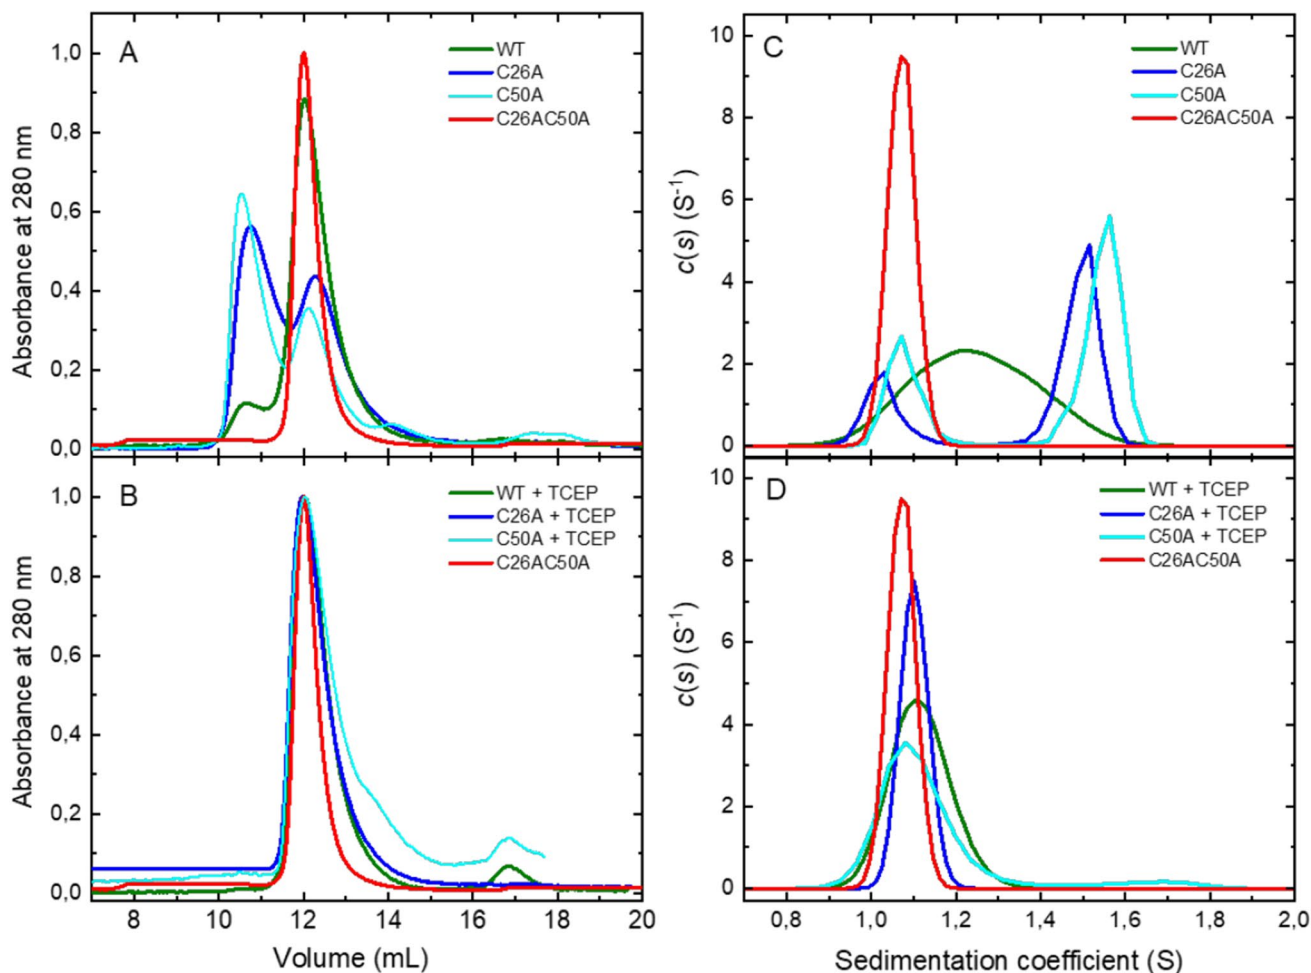 A
WT
C26A
C50A
C26AC50A
1,0
0,8
0,6
0,4
0,2
0,0
Absorbance at 280 nm
B
WT + TCEP
C26A + TCEP
C50A + TCEP
C26AC50A
1,0
0,8
0,6
0,4
0,2
0,0
Absorbance at 280 nm
8 10 12 14 16 18 20
Volume (mL)
C
WT
C26A
C50A
C26AC50A
10
8
6
4
2
0
c(s) (S⁻¹)
D
WT + TCEP
C26A + TCEP
C50A + TCEP
C26AC50A
10
8
6
4
2
0
c(s) (S⁻¹)
0,8 1,0 1,2 1,4 1,6 1,8 2,0
Sedimentation coefficient (S)